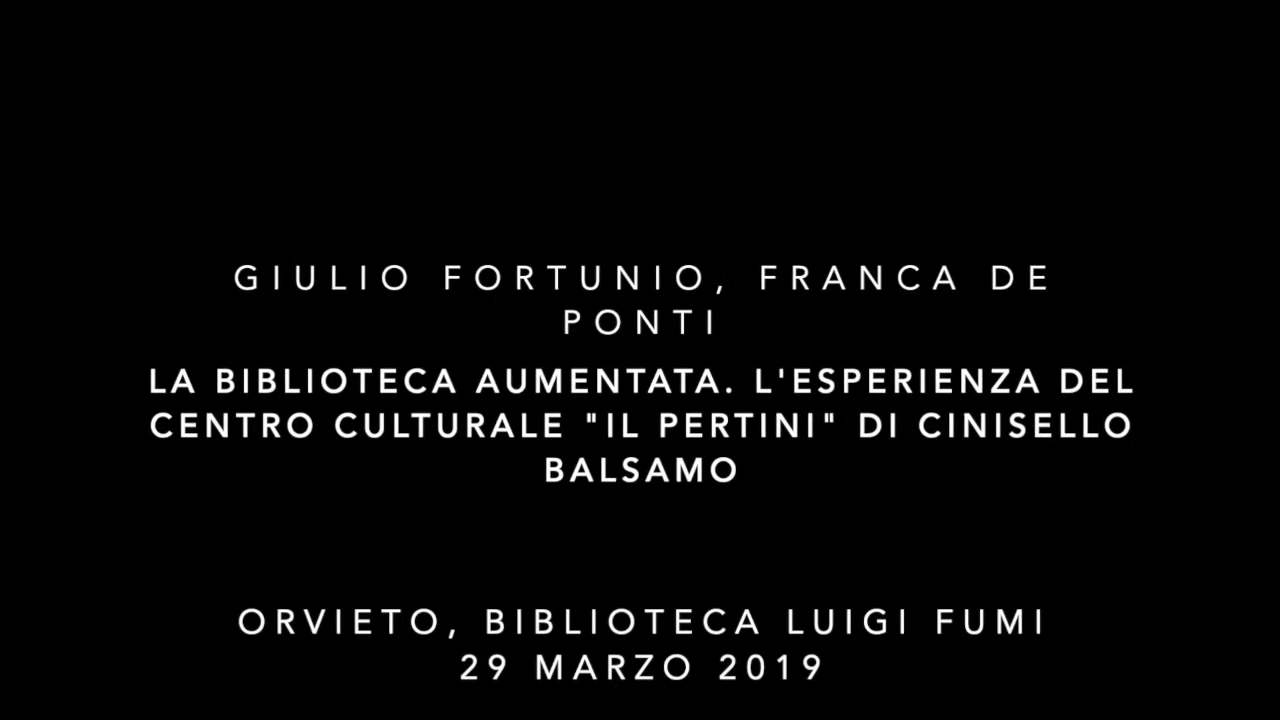 GIULIO FORTUNIO, FRANCA DE
PONTI
LA BIBLIOTECA AUMENTATA. L'ESPERIENZA DEL
CENTRO CULTURALE "IL PERTINI" DI CINISELLO
BALSAMO
ORVIETO, BIBLIOTECA LUIGI FUMI
29 MARZO 2019